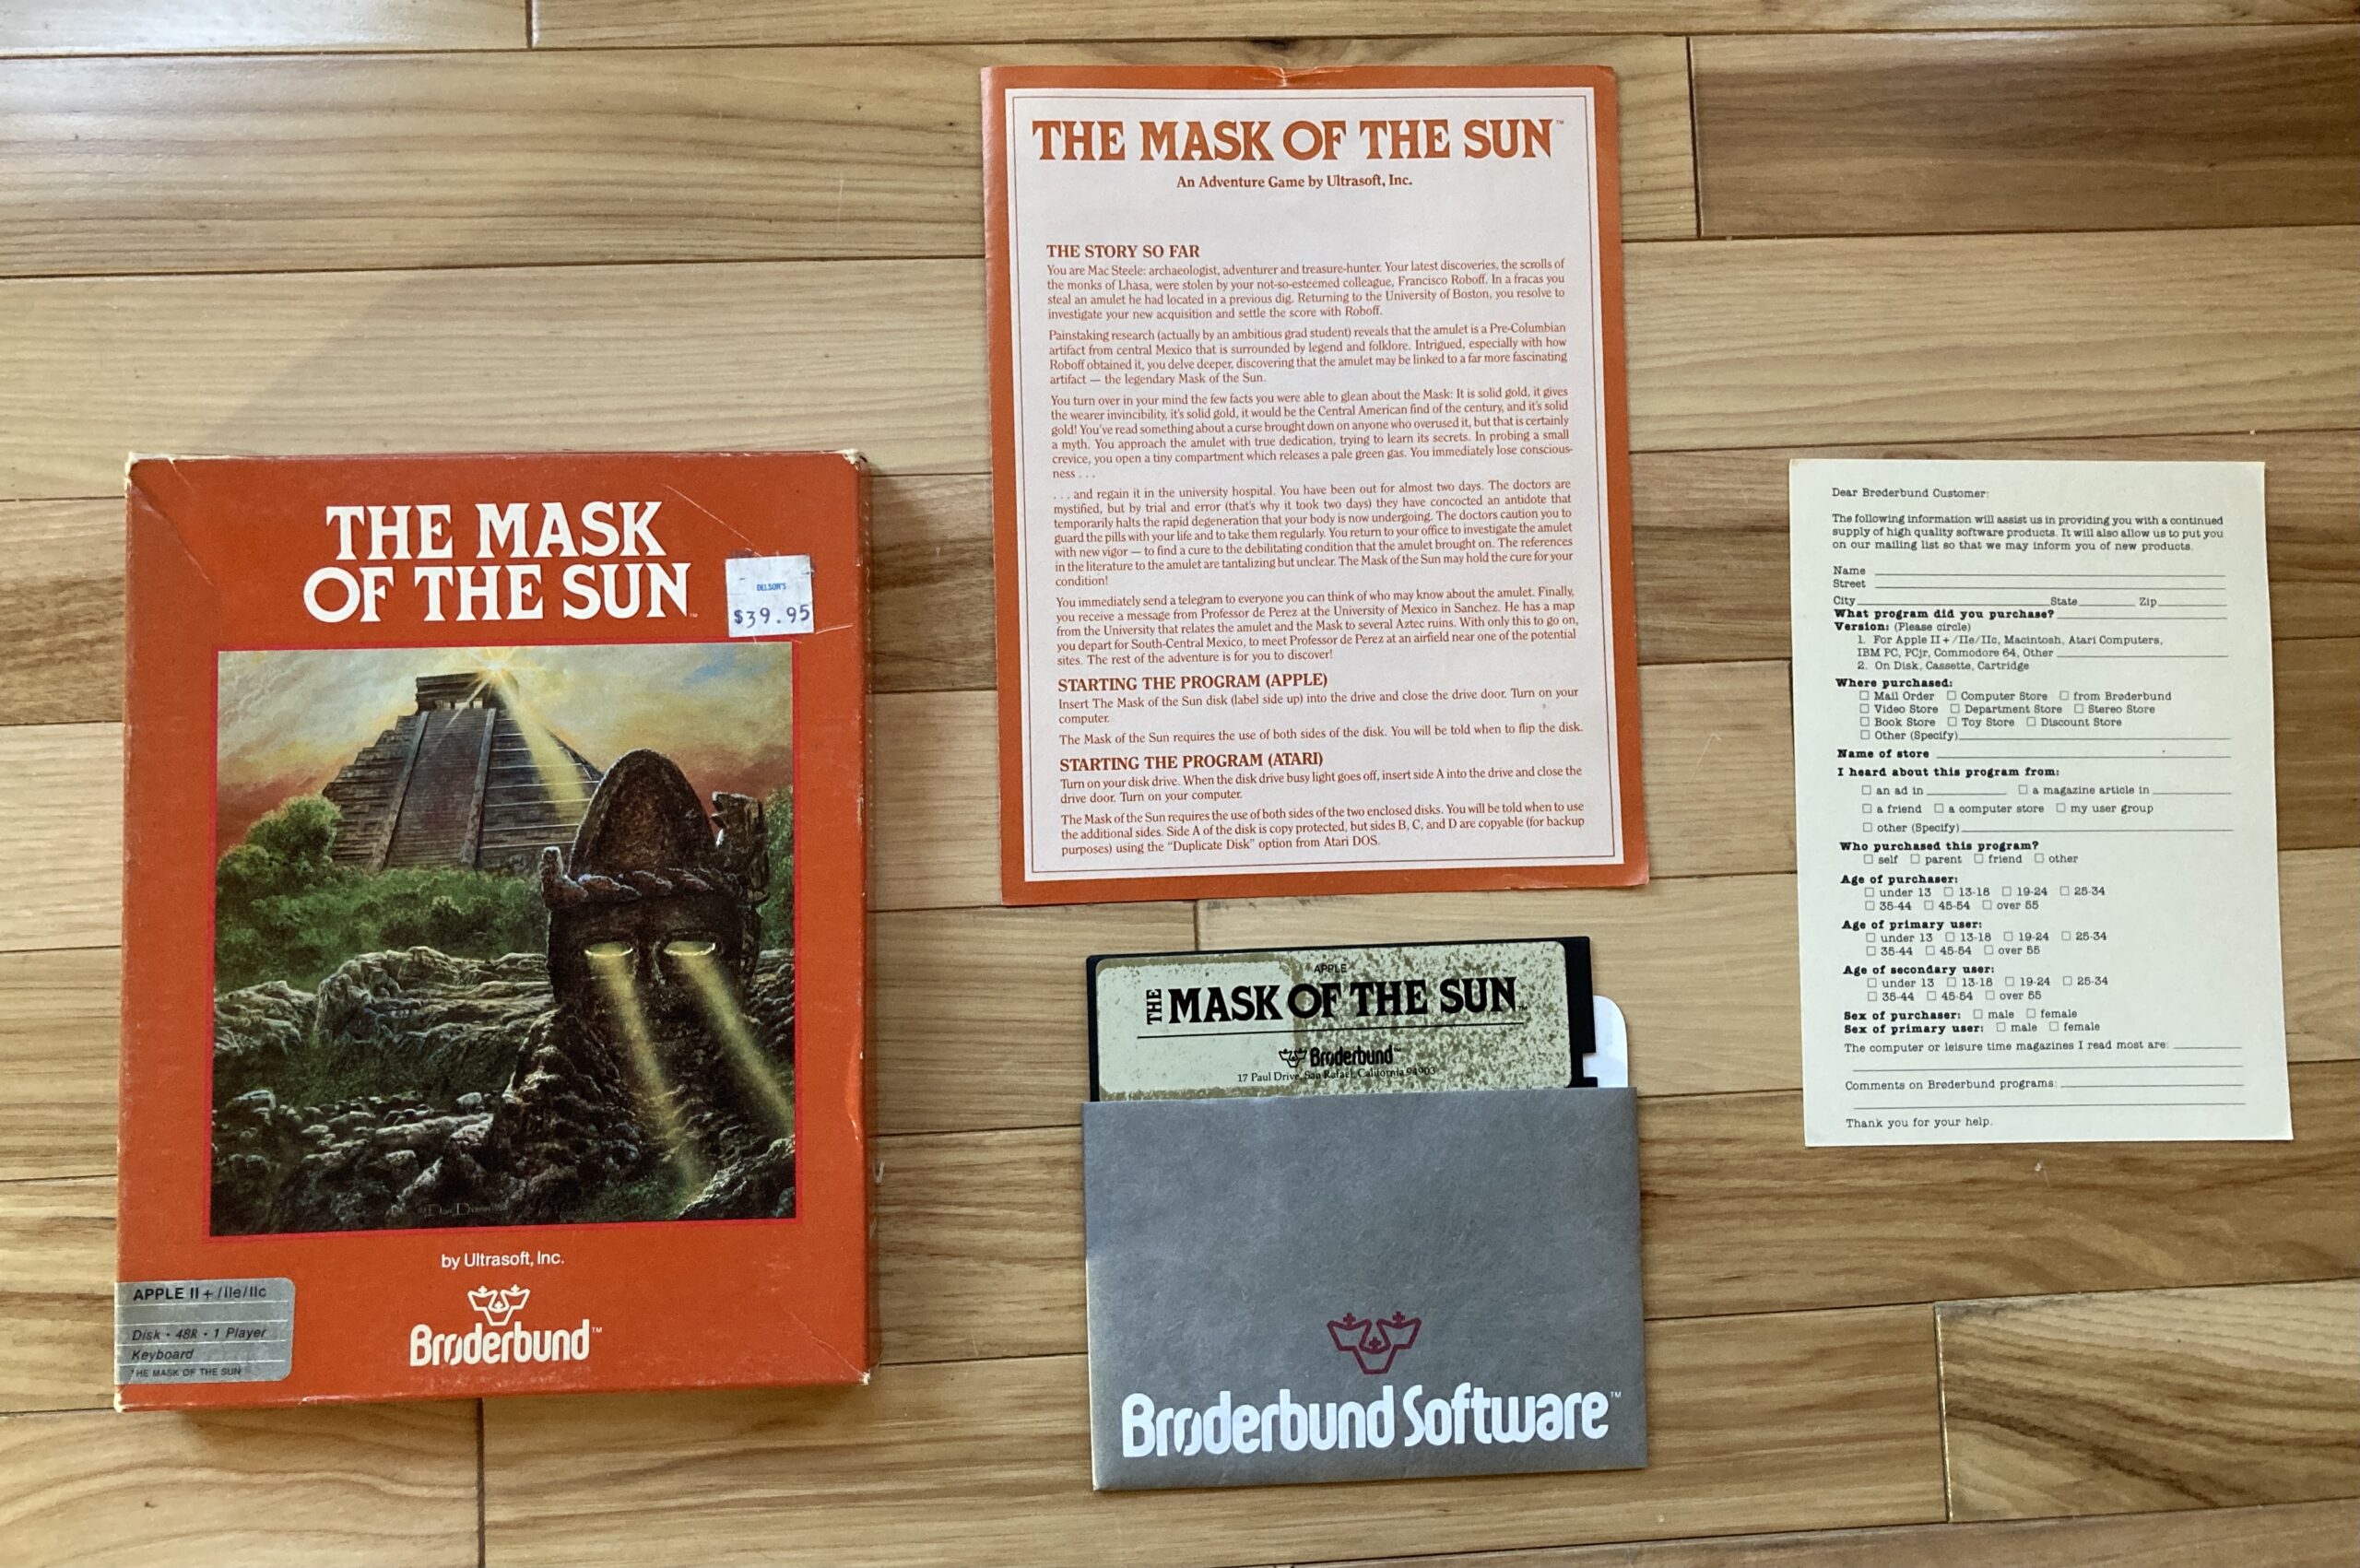 THE MASK
OF THE SUN™
DELSON'S
$39.95
by Ultrasoft, Inc.
Brøderbund™
APPLE II+/IIe/IIc
Disk • 48K • 1 Player
Keyboard
THE MASK OF THE SUN
THE MASK OF THE SUN™
An Adventure Game by Ultrasoft, Inc.
THE STORY SO FAR
You are Mac Steele: archaeologist, adventurer and treasure-hunter. Your latest discoveries, the scrolls of
the monks of Lhasa, were stolen by your not-so-esteemed colleague, Francisco Roboff. In a fracas you
steal an amulet he had located in a previous dig. Returning to the University of Boston, you resolve to
investigate your new acquisition and settle the score with Roboff.
Painstaking research (actually by an ambitious grad student) reveals that the amulet is a Pre-Columbian
artifact from central Mexico that is surrounded by legend and folklore. Intrigued, especially with how
Roboff obtained it, you delve deeper, discovering that the amulet may be linked to a far more fascinating
artifact — the legendary Mask of the Sun.
You turn over in your mind the few facts you were able to glean about the Mask: It is solid gold, it gives
the wearer invincibility, it's solid gold, it would be the Central American find of the century, and it's solid
gold! You've read something about a curse brought down on anyone who overused it, but that is certainly
a myth. You approach the amulet with true dedication, trying to learn its secrets. In probing a small
crevice, you open a tiny compartment which releases a pale green gas. You immediately lose conscious-
ness . . .
. . . and regain it in the university hospital. You have been out for almost two days. The doctors are
mystified, but by trial and error (that's why it took two days) they have concocted an antidote that
temporarily halts the rapid degeneration that your body is now undergoing. The doctors caution you to
guard the pills with your life and to take them regularly. You return to your office to investigate the amulet
with new vigor — to find a cure to the debilitating condition that the amulet brought on. The references
in the literature to the amulet are tantalizing but unclear. The Mask of the Sun may hold the cure for your
condition!
You immediately send a telegram to everyone you can think of who may know about the amulet. Finally,
you receive a message from Professor de Perez at the University of Mexico in Sanchez. He has a map
from the University that relates the amulet and the Mask to several Aztec ruins. With only this to go on,
you depart for South-Central Mexico, to meet Professor de Perez at an airfield near one of the potential
sites. The rest of the adventure is for you to discover!
STARTING THE PROGRAM (APPLE)
Insert The Mask of the Sun disk (label side up) into the drive and close the drive door. Turn on your
computer.
The Mask of the Sun requires the use of both sides of the disk. You will be told when to flip the disk.
STARTING THE PROGRAM (ATARI)
Turn on your disk drive. When the disk drive busy light goes off, insert side A into the drive and close the
drive door. Turn on your computer.
The Mask of the Sun requires the use of both sides of the two enclosed disks. You will be told when to use
the additional sides. Side A of the disk is copy protected, but sides B, C, and D are copyable (for backup
purposes) using the "Duplicate Disk" option from Atari DOS.
APPLE
THE MASK OF THE SUN™
Brøderbund™
17 Paul Drive, San Rafael, California 94903
Brøderbund Software™
Dear Brøderbund Customer:
The following information will assist us in providing you with a continued
supply of high quality software products. It will also allow us to put you
on our mailing list so that we may inform you of new products.
Name
Street
City State Zip
What program did you purchase?
Version: (Please circle)
1. For Apple II+/IIe/IIc, Macintosh, Atari Computers,
IBM PC, PCjr, Commodore 64, Other
2. On Disk, Cassette, Cartridge
Where purchased:
☐ Mail Order ☐ Computer Store ☐ from Brøderbund
☐ Video Store ☐ Department Store ☐ Stereo Store
☐ Book Store ☐ Toy Store ☐ Discount Store
☐ Other (Specify)
Name of store
I heard about this program from:
☐ an ad in ☐ a magazine article in
☐ a friend ☐ a computer store ☐ my user group
☐ other (Specify)
Who purchased this program?
☐ self ☐ parent ☐ friend ☐ other
Age of purchaser:
☐ under 13 ☐ 13-18 ☐ 19-24 ☐ 25-34
☐ 35-44 ☐ 45-54 ☐ over 55
Age of primary user:
☐ under 13 ☐ 13-18 ☐ 19-24 ☐ 25-34
☐ 35-44 ☐ 45-54 ☐ over 55
Age of secondary user:
☐ under 13 ☐ 13-18 ☐ 19-24 ☐ 25-34
☐ 35-44 ☐ 45-54 ☐ over 55
Sex of purchaser: ☐ male ☐ female
Sex of primary user: ☐ male ☐ female
The computer or leisure time magazines I read most are:
Comments on Brøderbund programs:
Thank you for your help.